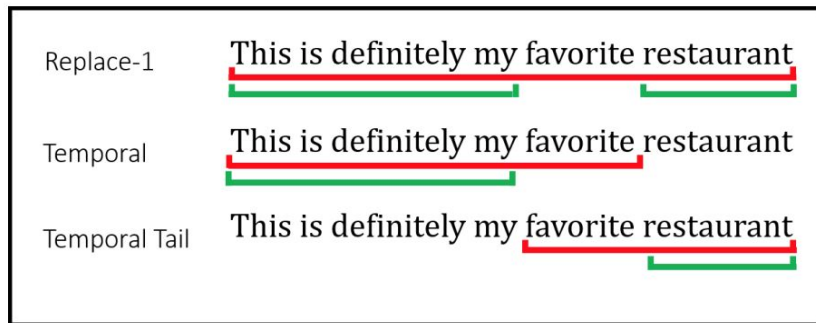 Replace-1 This is definitely my favorite restaurant
Temporal This is definitely my favorite restaurant
Temporal Tail This is definitely my favorite restaurant